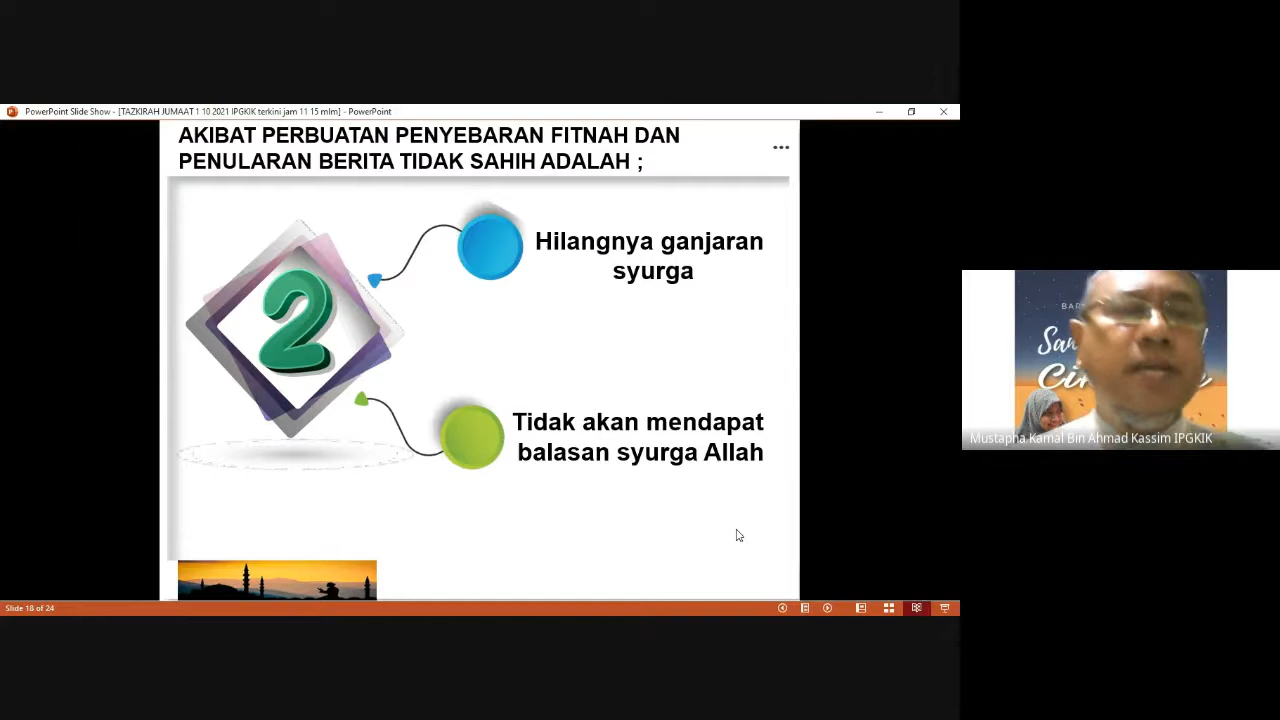 PowerPoint Slide Show - [TAZKIRAH JUMAAT 1 10 2021 IPGKIK terkini jam 11 15 mlm] - PowerPoint
AKIBAT PERBUATAN PENYEBARAN FITNAH DAN
PENULARAN BERITA TIDAK SAHIH ADALAH ;
2
Hilangnya ganjaran
syurga
Tidak akan mendapat
balasan syurga Allah
Slide 18 of 24
Mustapha Kamal Bin Ahmad Kassim IPGKIK